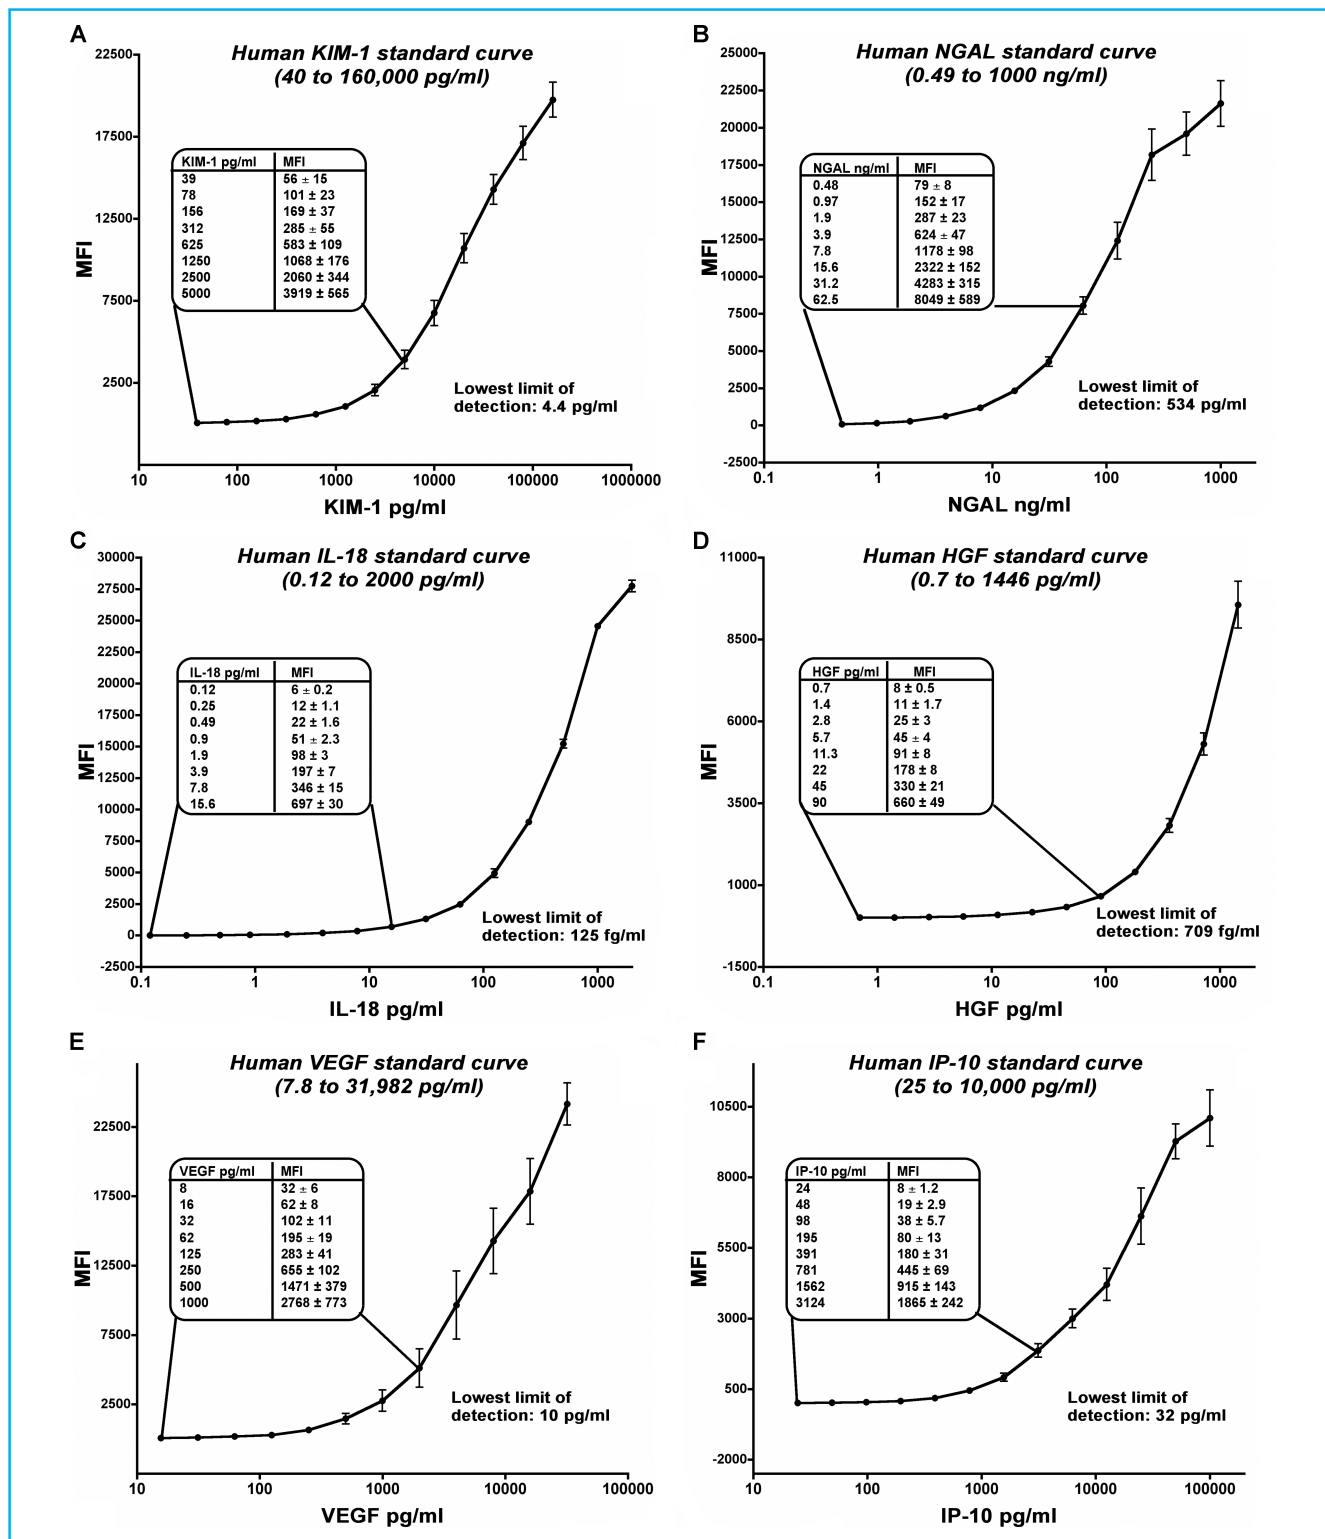 A
Human KIM-1 standard curve
(40 to 160,000 pg/ml)
22500
17500
12500
7500
2500
MFI
KIM-1 pg/ml MFI
39 56 ± 15
78 101 ± 23
156 169 ± 37
312 285 ± 55
625 583 ± 109
1250 1068 ± 176
2500 2060 ± 344
5000 3919 ± 565
Lowest limit of
detection: 4.4 pg/ml
10 100 1000 10000 100000 1000000
KIM-1 pg/ml
B
Human NGAL standard curve
(0.49 to 1000 ng/ml)
25000
22500
20000
17500
15000
12500
10000
7500
5000
2500
0
-2500
MFI
NGAL ng/ml MFI
0.48 79 ± 8
0.97 152 ± 17
1.9 287 ± 23
3.9 624 ± 47
7.8 1178 ± 98
15.6 2322 ± 152
31.2 4283 ± 315
62.5 8049 ± 589
Lowest limit of
detection: 534 pg/ml
0.1 1 10 100 1000
NGAL ng/ml
C
Human IL-18 standard curve
(0.12 to 2000 pg/ml)
30000
27500
25000
22500
20000
17500
15000
12500
10000
7500
5000
2500
0
-2500
MFI
IL-18 pg/ml MFI
0.12 6 ± 0.2
0.25 12 ± 1.1
0.49 22 ± 1.6
0.9 51 ± 2.3
1.9 98 ± 3
3.9 197 ± 7
7.8 346 ± 15
15.6 697 ± 30
Lowest limit of
detection: 125 fg/ml
0.1 1 10 100 1000
IL-18 pg/ml
D
Human HGF standard curve
(0.7 to 1446 pg/ml)
11000
8500
6000
3500
1000
-1500
MFI
HGF pg/ml MFI
0.7 8 ± 0.5
1.4 11 ± 1.7
2.8 25 ± 3
5.7 45 ± 4
11.3 91 ± 8
22 178 ± 8
45 330 ± 21
90 660 ± 49
Lowest limit of
detection: 709 fg/ml
0.1 1 10 100 1000
HGF pg/ml
E
Human VEGF standard curve
(7.8 to 31,982 pg/ml)
22500
17500
12500
7500
2500
MFI
VEGF pg/ml MFI
8 32 ± 6
16 62 ± 8
32 102 ± 11
62 195 ± 19
125 283 ± 41
250 655 ± 102
500 1471 ± 379
1000 2768 ± 773
Lowest limit of
detection: 10 pg/ml
10 100 1000 10000 100000
VEGF pg/ml
F
Human IP-10 standard curve
(25 to 10,000 pg/ml)
10500
8000
5500
3000
500
-2000
MFI
IP-10 pg/ml MFI
24 8 ± 1.2
48 19 ± 2.9
98 38 ± 5.7
195 80 ± 13
391 180 ± 31
781 445 ± 69
1562 915 ± 143
3124 1865 ± 242
Lowest limit of
detection: 32 pg/ml
10 100 1000 10000 100000
IP-10 pg/ml